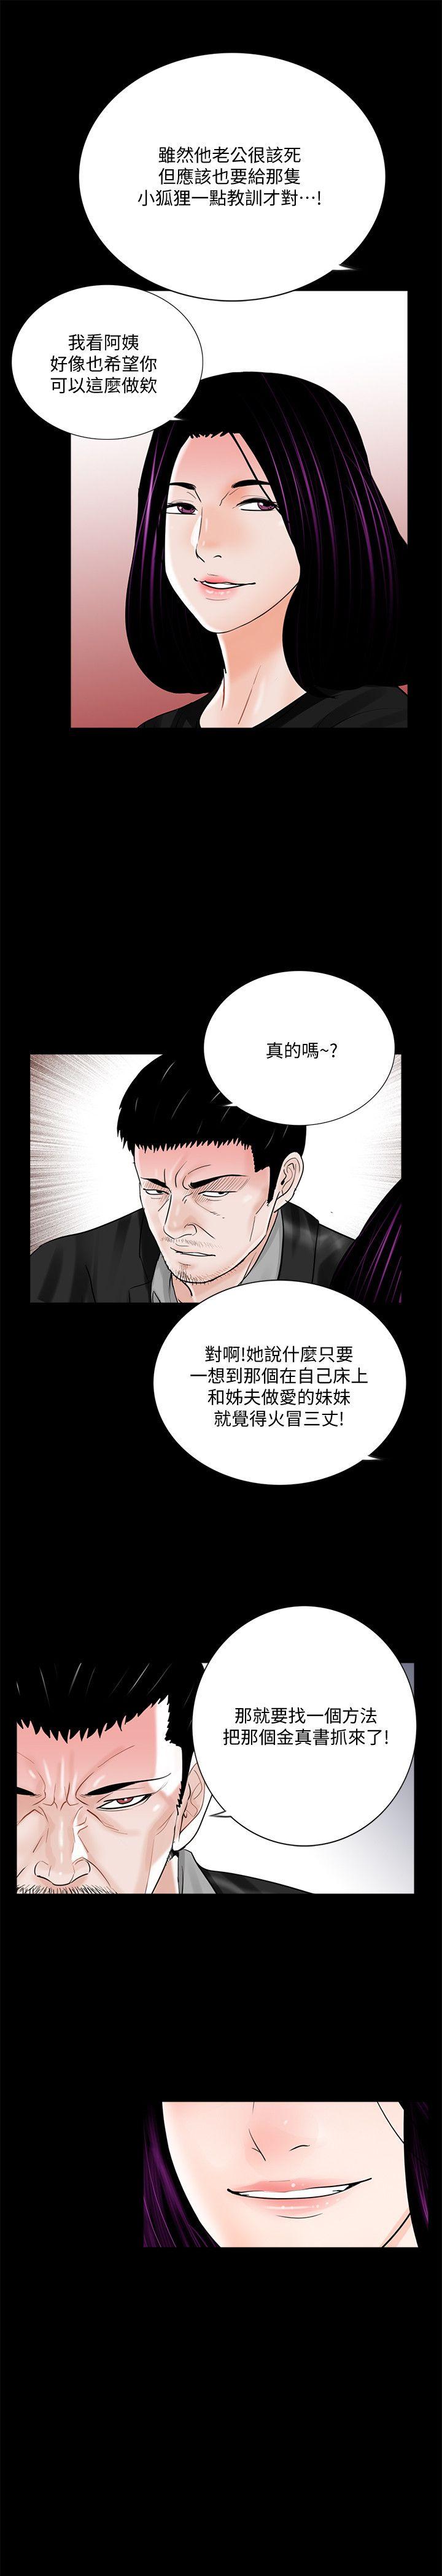 雖然他老公很該死
但應該也要給那隻
小狐狸一點教訓才對…!
我看阿姨
好像也希望你
可以這麼做欸
真的嗎~?
對啊!她說什麼只要
一想到那個在自己床上
和姊夫做愛的妹妹
就覺得火冒三丈!
那就要找一個方法
把那個金真書抓來了!